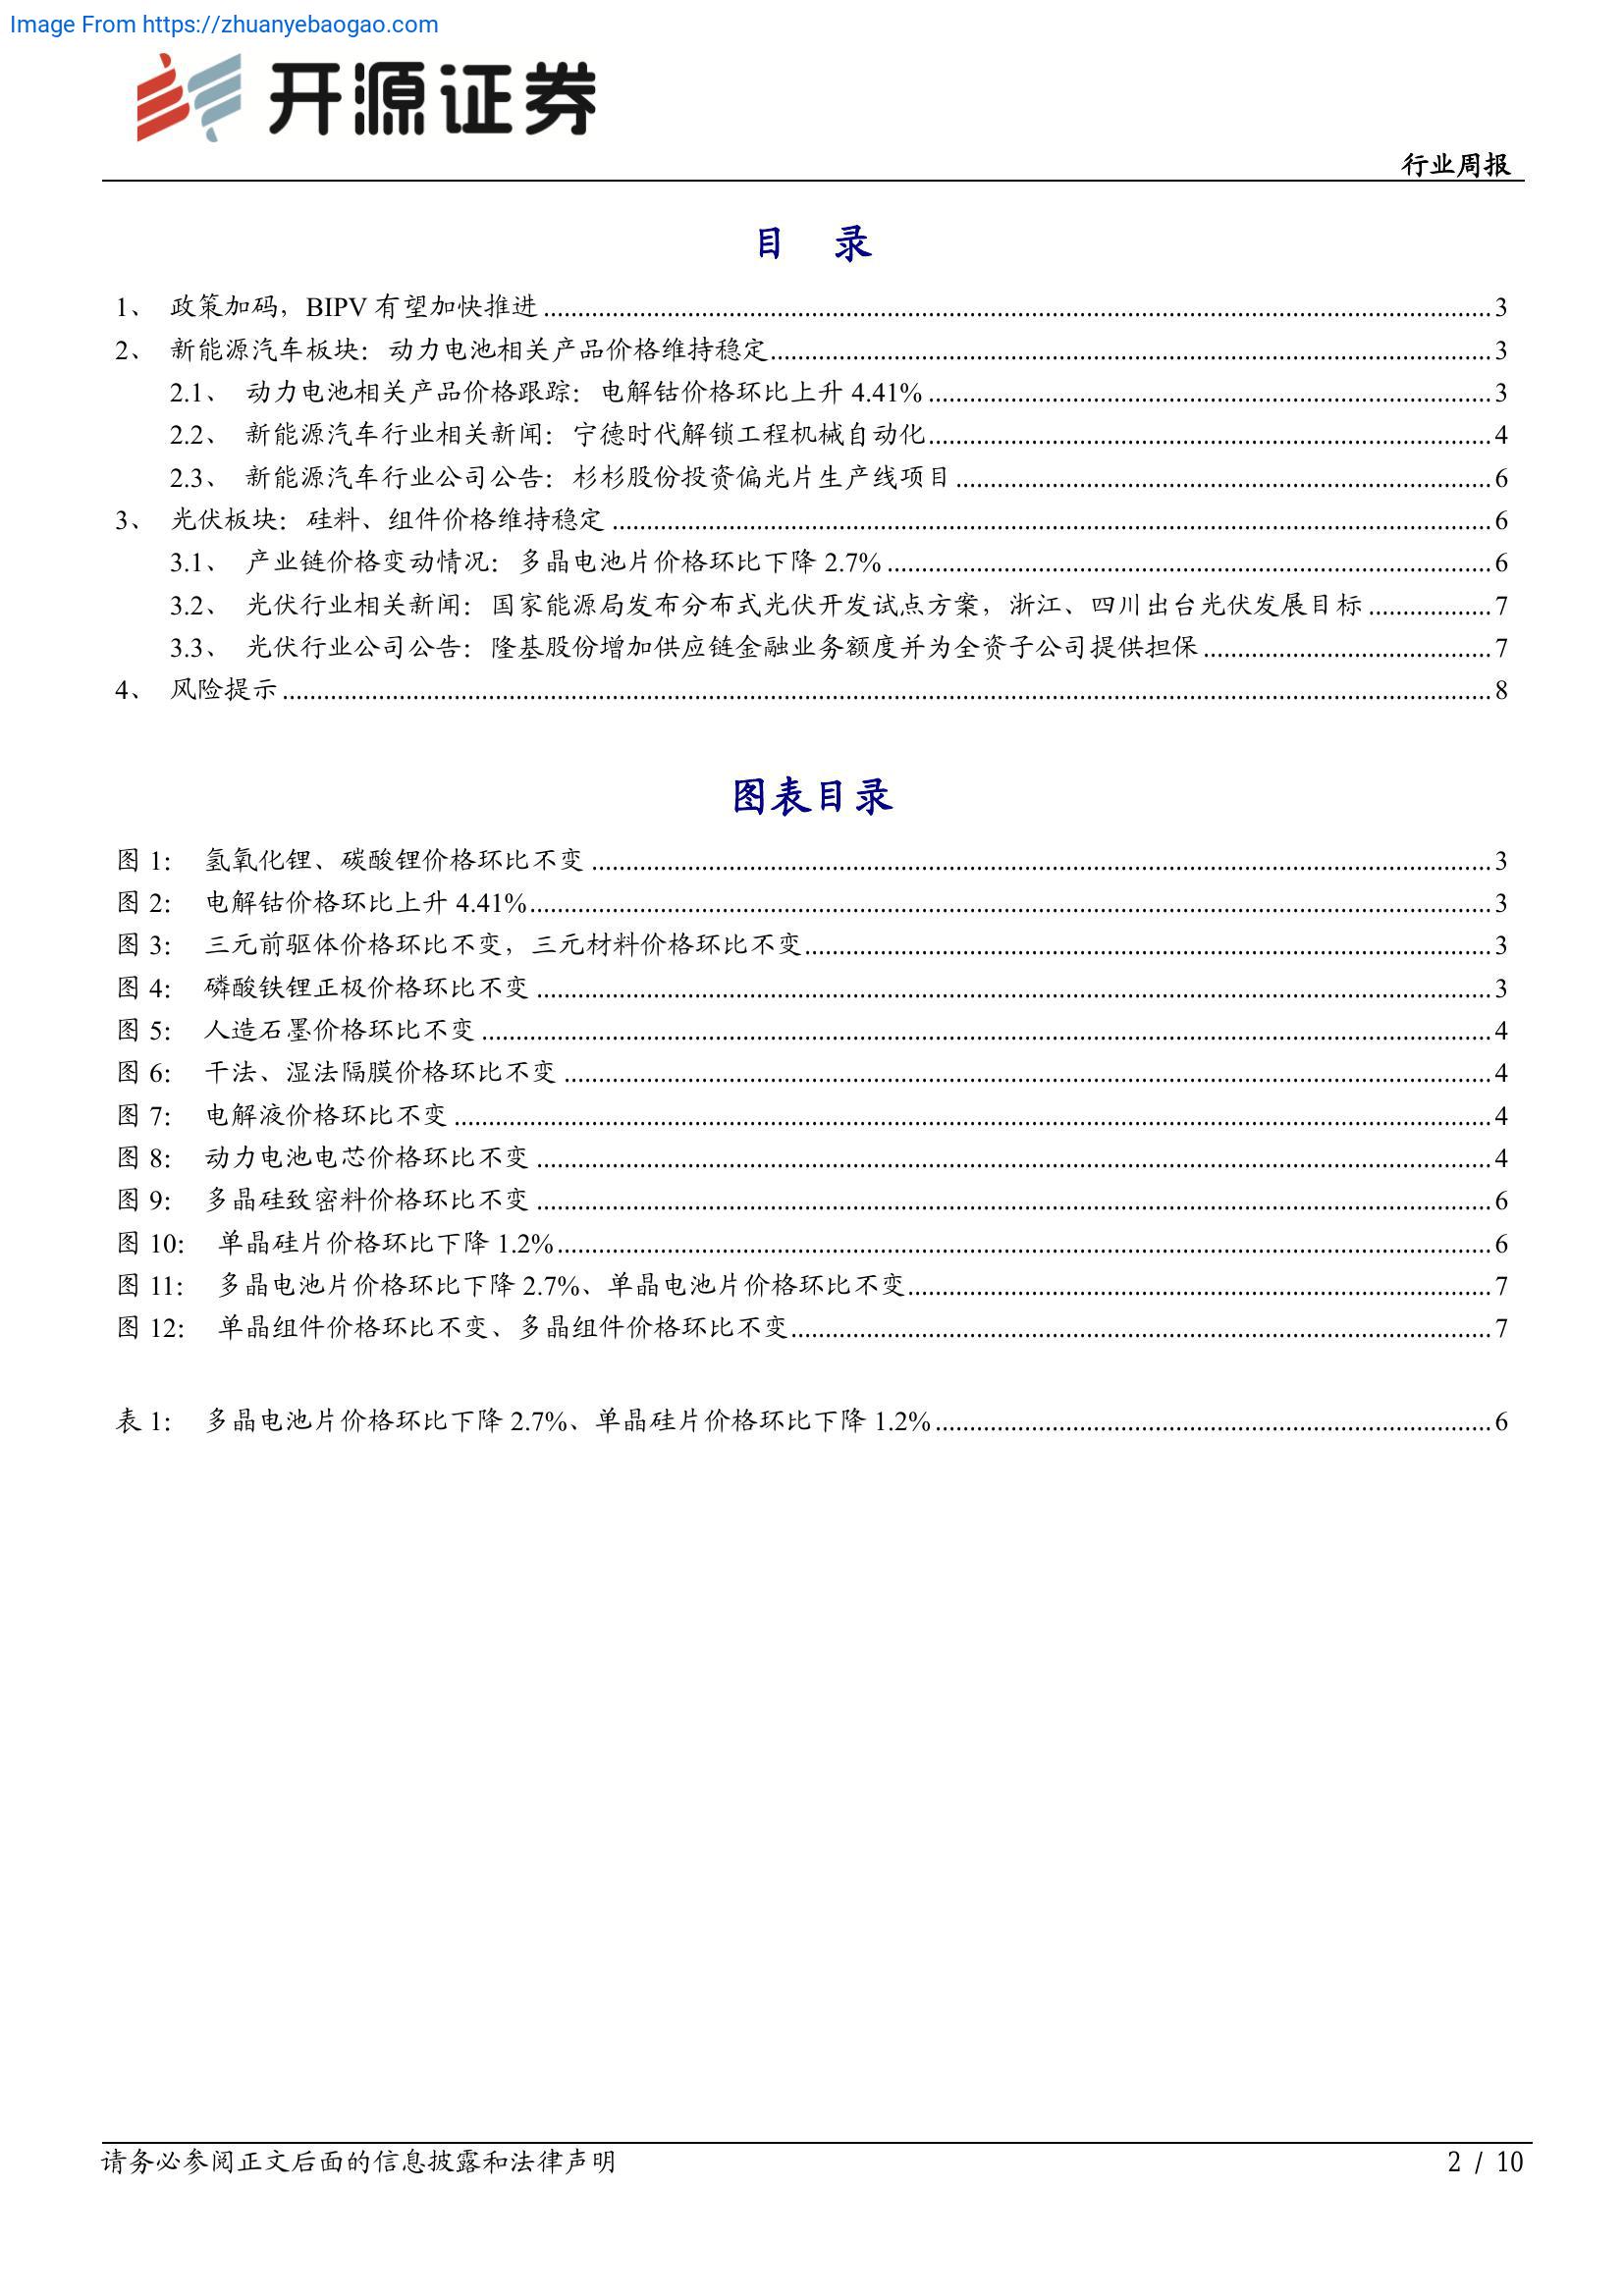 Image From https://zhuanyebaogao.com
开源证券
行业周报
目 录
1、 政策加码，BIPV 有望加快推进 3
2、 新能源汽车板块：动力电池相关产品价格维持稳定 3
2.1、 动力电池相关产品价格跟踪：电解钴价格环比上升 4.41% 3
2.2、 新能源汽车行业相关新闻：宁德时代解锁工程机械自动化 4
2.3、 新能源汽车行业公司公告：杉杉股份投资偏光片生产线项目 6
3、 光伏板块：硅料、组件价格维持稳定 6
3.1、 产业链价格变动情况：多晶电池片价格环比下降 2.7% 6
3.2、 光伏行业相关新闻：国家能源局发布分布式光伏开发试点方案，浙江、四川出台光伏发展目标 7
3.3、 光伏行业公司公告：隆基股份增加供应链金融业务额度并为全资子公司提供担保 7
4、 风险提示 8
图表目录
图 1： 氢氧化锂、碳酸锂价格环比不变 3
图 2： 电解钴价格环比上升 4.41% 3
图 3： 三元前驱体价格环比不变，三元材料价格环比不变 3
图 4： 磷酸铁锂正极价格环比不变 3
图 5： 人造石墨价格环比不变 4
图 6： 干法、湿法隔膜价格环比不变 4
图 7： 电解液价格环比不变 4
图 8： 动力电池电芯价格环比不变 4
图 9： 多晶硅致密料价格环比不变 6
图 10： 单晶硅片价格环比下降 1.2% 6
图 11： 多晶电池片价格环比下降 2.7%、单晶电池片价格环比不变 7
图 12： 单晶组件价格环比不变、多晶组件价格环比不变 7
表 1： 多晶电池片价格环比下降 2.7%、单晶硅片价格环比下降 1.2% 6
请务必参阅正文后面的信息披露和法律声明
2 / 10